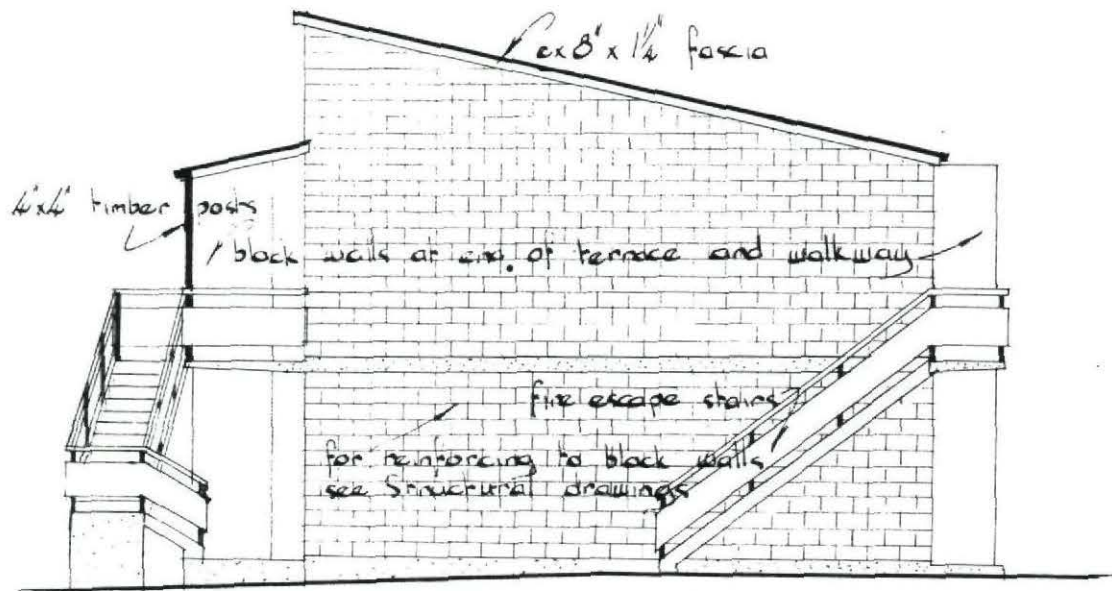 ex 8" x 1¼" fascia
4"x4" timber posts
block walls at end of terrace and walkway
fire escape stairs
for reinforcing to block walls
see Structural drawings